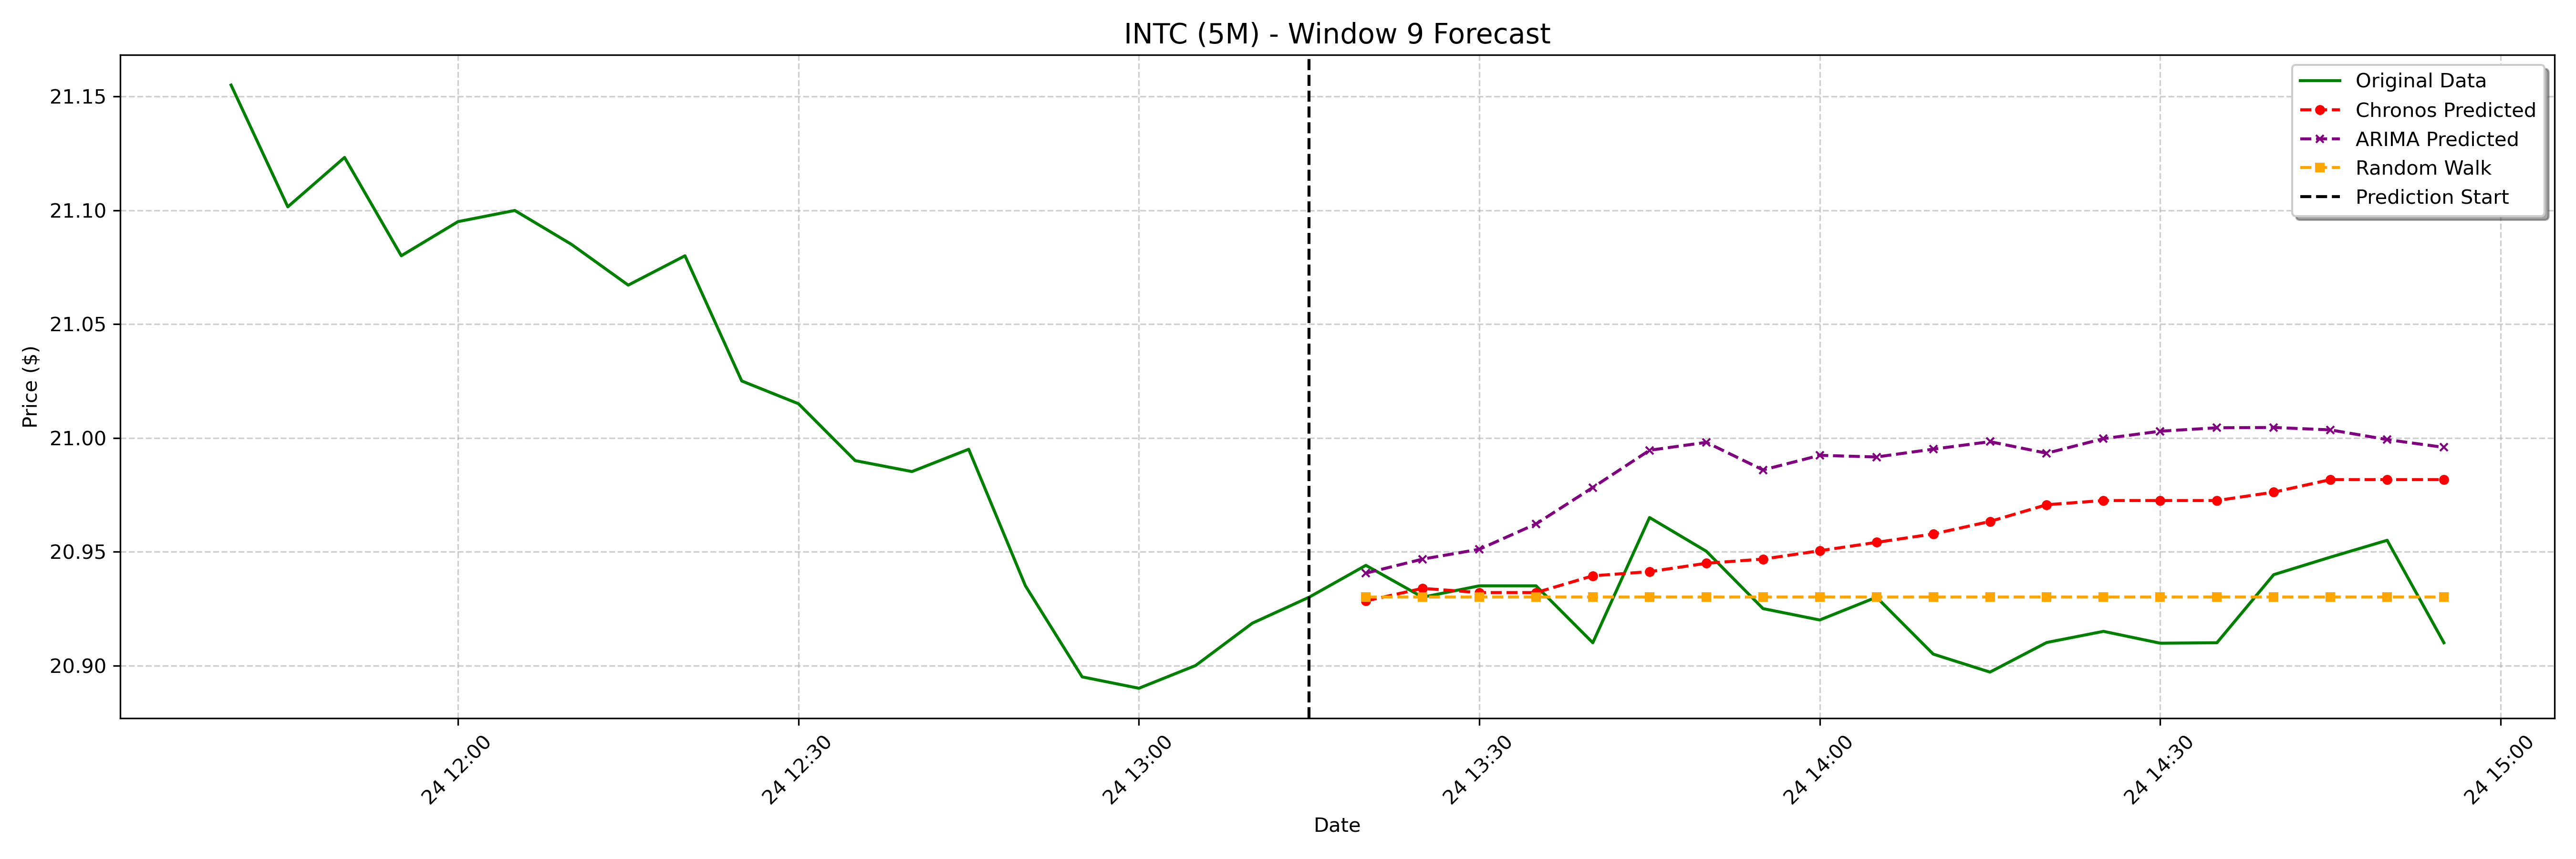 INTC (5M) - Window 9 Forecast
Price ($)
21.15
21.10
21.05
21.00
20.95
20.90
Original Data
Chronos Predicted
ARIMA Predicted
Random Walk
Prediction Start
24 12:00
24 12:30
24 13:00
24 13:30
24 14:00
24 14:30
24 15:00
Date